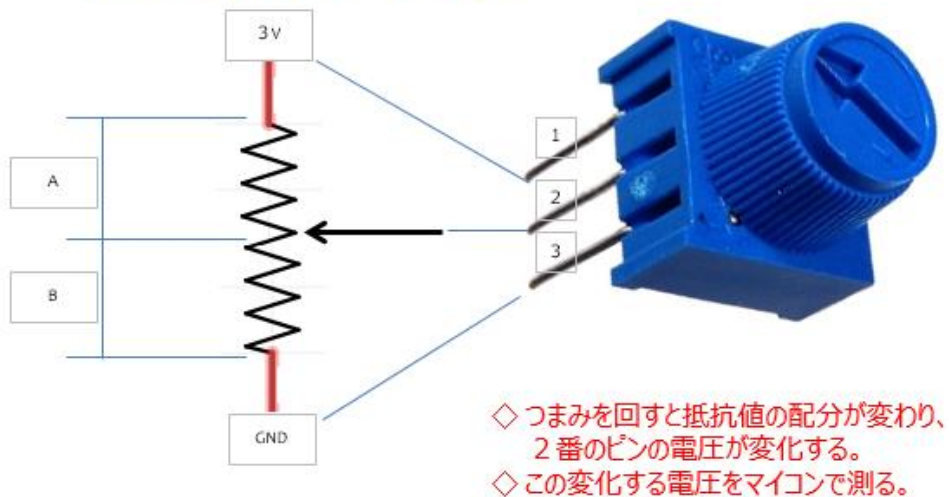 3V
A
B
GND
1
2
3
◇ つまみを回すと抵抗値の配分が変わり、
2番のピンの電圧が変化する。
◇ この変化する電圧をマイコンで測る。